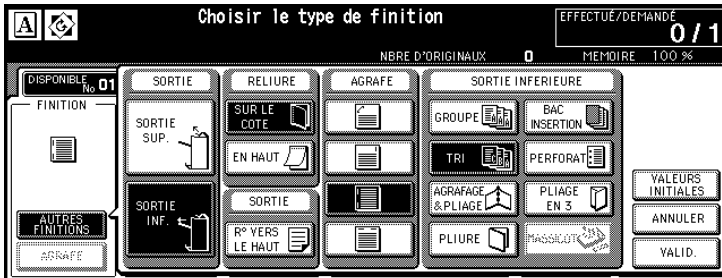 A
Choisir le type de finition
EFFECTUÉ/DEMANDÉ
0/1
NBRE D'ORIGINAUX 0 MEMOIRE 100 %
DISPONIBLE
No 01
FINITION
AUTRES
FINITIONS
AGRAFE
SORTIE
SORTIE
SUP.
SORTIE
INF.
RELIURE
SUR LE
COTE
EN HAUT
SORTIE
R° VERS
LE HAUT
AGRAFE
SORTIE INFERIEURE
GROUPE
BAC
INSERTION
TRI
PERFORAT
AGRAFAGE
&PLIAGE
PLIAGE
EN 3
PLIURE
MASSICOT
VALEURS
INITIALES
ANNULER
VALID.